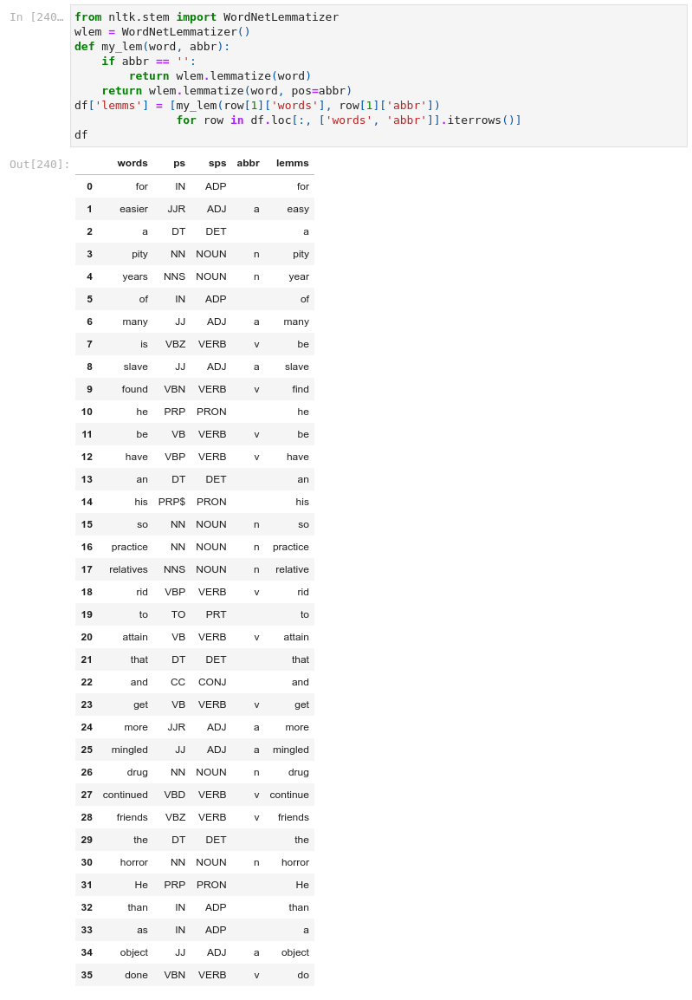 In [240…
from nltk.stem import WordNetLemmatizer
wlem = WordNetLemmatizer()
def my_lem(word, abbr):
    if abbr == '':
        return wlem.lemmatize(word)
    return wlem.lemmatize(word, pos=abbr)
df['lemms'] = [my_lem(row[1]['words'], row[1]['abbr'])
               for row in df.loc[:, ['words', 'abbr']].iterrows()]
df
Out[240]:
words ps sps abbr lemms
0 for IN ADP for
1 easier JJR ADJ a easy
2 a DT DET a
3 pity NN NOUN n pity
4 years NNS NOUN n year
5 of IN ADP of
6 many JJ ADJ a many
7 is VBZ VERB v be
8 slave JJ ADJ a slave
9 found VBN VERB v find
10 he PRP PRON he
11 be VB VERB v be
12 have VBP VERB v have
13 an DT DET an
14 his PRP$ PRON his
15 so NN NOUN n so
16 practice NN NOUN n practice
17 relatives NNS NOUN n relative
18 rid VBP VERB v rid
19 to TO PRT to
20 attain VB VERB v attain
21 that DT DET that
22 and CC CONJ and
23 get VB VERB v get
24 more JJR ADJ a more
25 mingled JJ ADJ a mingled
26 drug NN NOUN n drug
27 continued VBD VERB v continue
28 friends VBZ VERB v friends
29 the DT DET the
30 horror NN NOUN n horror
31 He PRP PRON He
32 than IN ADP than
33 as IN ADP a
34 object JJ ADJ a object
35 done VBN VERB v do